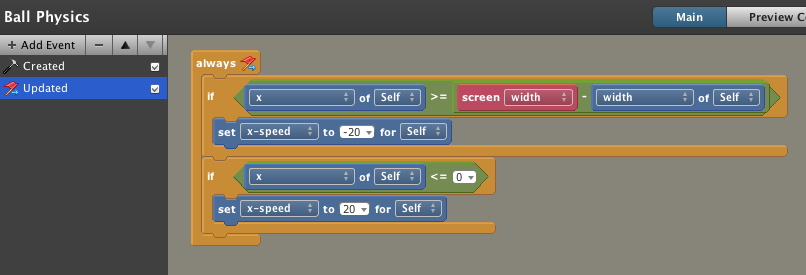 Ball Physics
Main Preview C
+ Add Event − ▲ ▼
Created
Updated
always
if x of Self >= screen width - width of Self
set x-speed to -20 for Self
if x of Self <= 0
set x-speed to 20 for Self